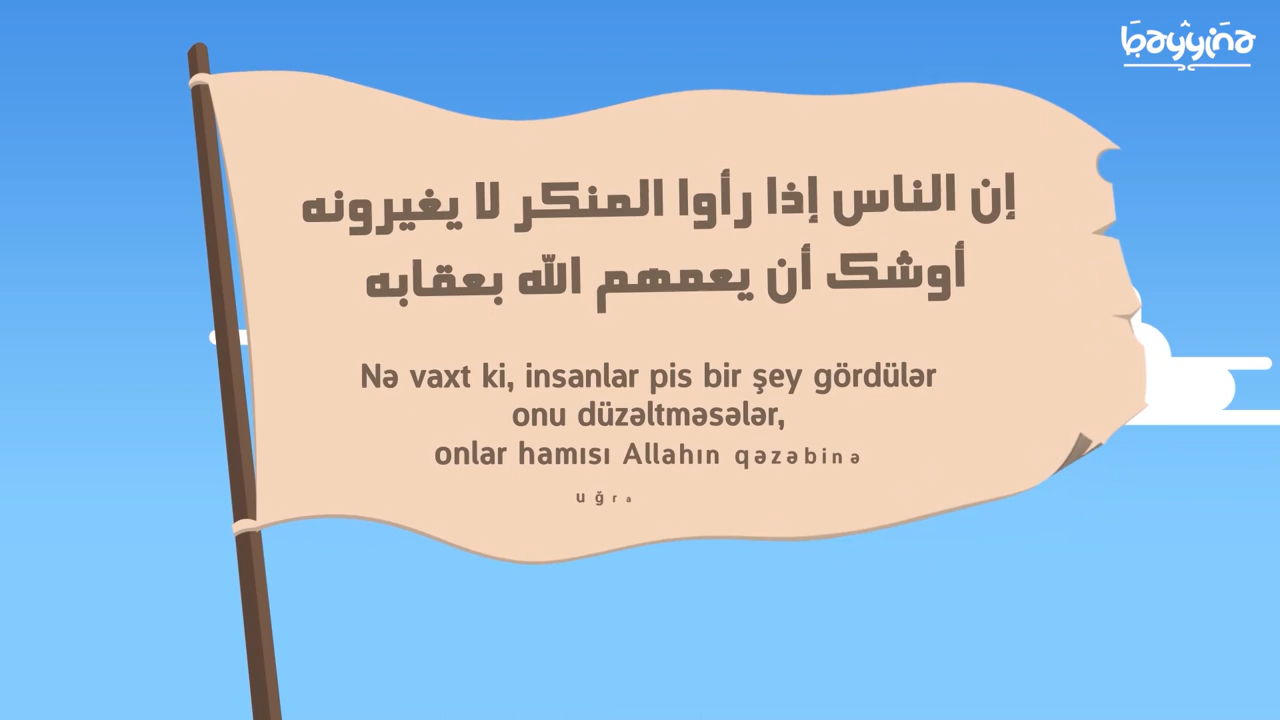 bayyina
إن الناس إذا رأوا المنكر لا يغيرونه
أوشك أن يعمهم الله بعقابه
Nə vaxt ki, insanlar pis bir şey gördülər
onu düzəltməsələr,
onlar hamısı Allahın qəzəbinə
uğra